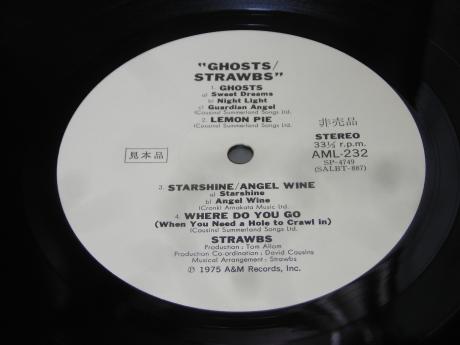 "GHOSTS/
STRAWBS"
1. GHOSTS
a) Sweet Dreams
b) Night Light
c) Guardian Angel
(Cousins) Summerland Songs Ltd.
2. LEMON PIE
(Cousins) Summerland Songs Ltd.
非売品
STEREO
33⅓ r.p.m.
AML-232
SP-4749
(SALBT-887)
見本品
3. STARSHINE/ANGEL WINE
a) Starshine
b) Angel Wine
(Cronk) Arnakata Music Ltd.
4. WHERE DO YOU GO
(When You Need a Hole to Crawl in)
(Cousins) Summerland Songs Ltd.
STRAWBS
Production : Tom Allom
Production Co-ordination : David Cousins
Musical Arrangement : Strawbs
℗ 1975 A&M Records, Inc.